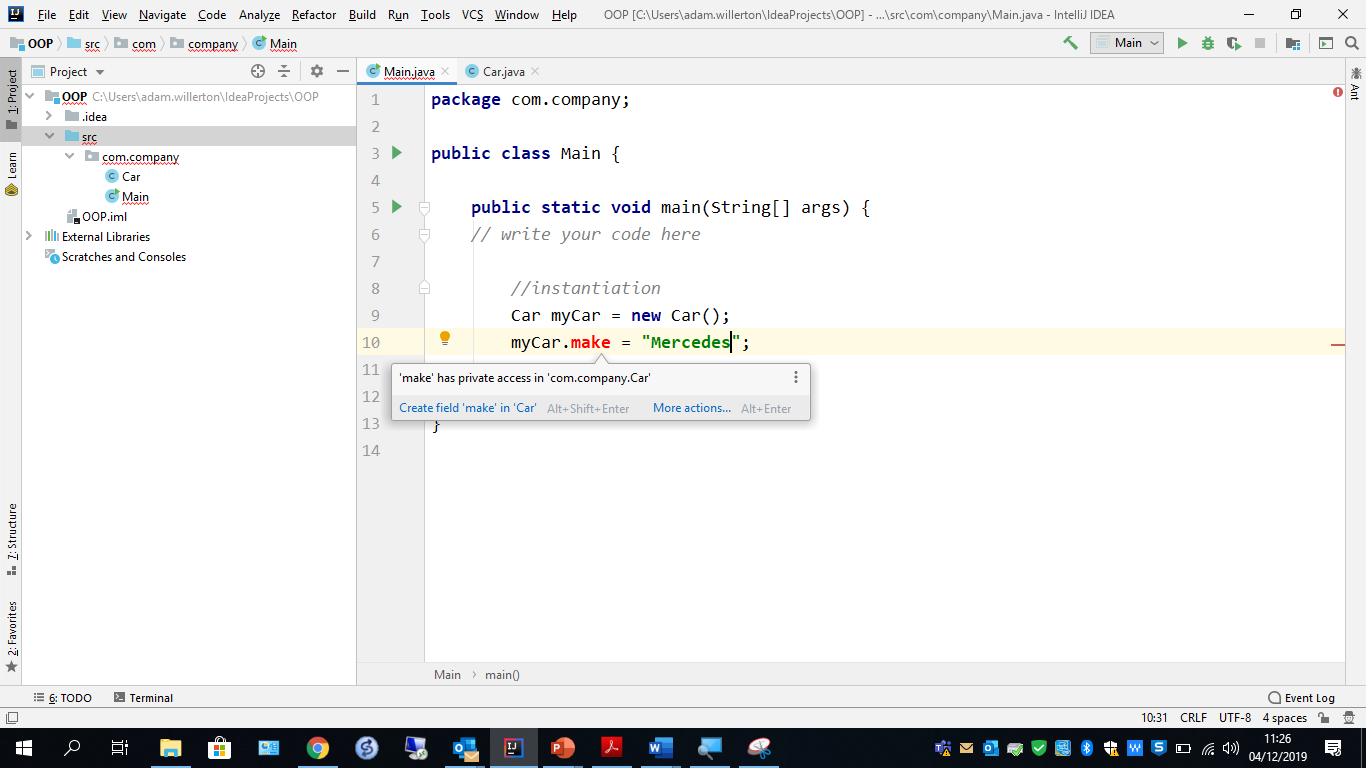 File Edit View Navigate Code Analyze Refactor Build Run Tools VCS Window Help OOP [C:\Users\adam.willerton\IdeaProjects\OOP] - ...\src\com\company\Main.java - IntelliJ IDEA
OOP src com company Main
Main
Project
Main.java Car.java
OOP C:\Users\adam.willerton\IdeaProjects\OOP
.idea
src
com.company
Car
Main
OOP.iml
External Libraries
Scratches and Consoles
1: Project
Learn
7: Structure
2: Favorites
Ant
1 package com.company;
2
3 public class Main {
4
5 public static void main(String[] args) {
6 // write your code here
7
8 //instantiation
9 Car myCar = new Car();
10 myCar.make = "Mercedes";
11
'make' has private access in 'com.company.Car'
12
Create field 'make' in 'Car' Alt+Shift+Enter More actions... Alt+Enter
13 }
14
Main main()
6: TODO Terminal Event Log
10:31 CRLF UTF-8 4 spaces
11:26
04/12/2019